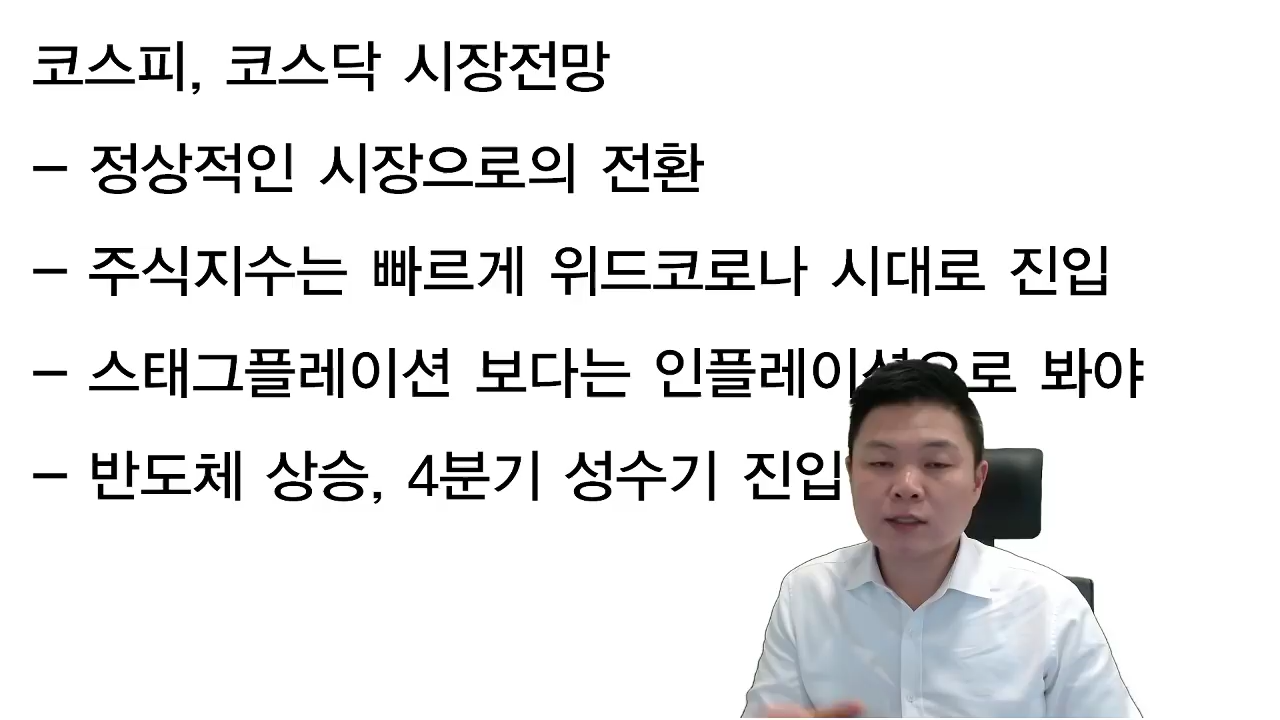 코스피, 코스닥 시장전망
- 정상적인 시장으로의 전환
- 주식지수는 빠르게 위드코로나 시대로 진입
- 스태그플레이션 보다는 인플레이션으로 봐야
- 반도체 상승, 4분기 성수기 진입